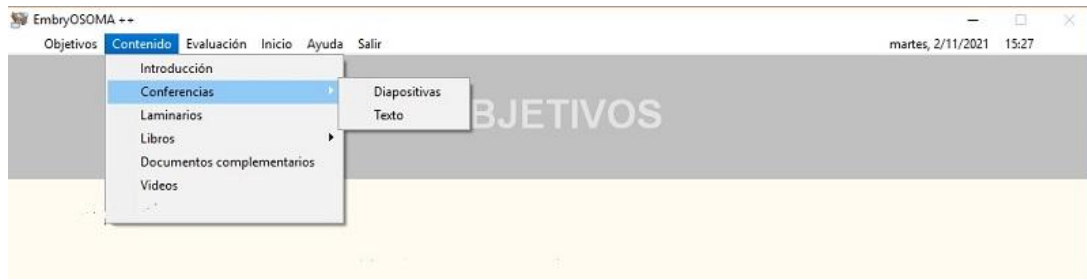 EmbryOSOMA ++
Objetivos Contenido Evaluación Inicio Ayuda Salir martes, 2/11/2021 15:27
Introducción
Conferencias Diapositivas
Laminarios Texto
BJETIVOS
Libros
Documentos complementarios
Videos